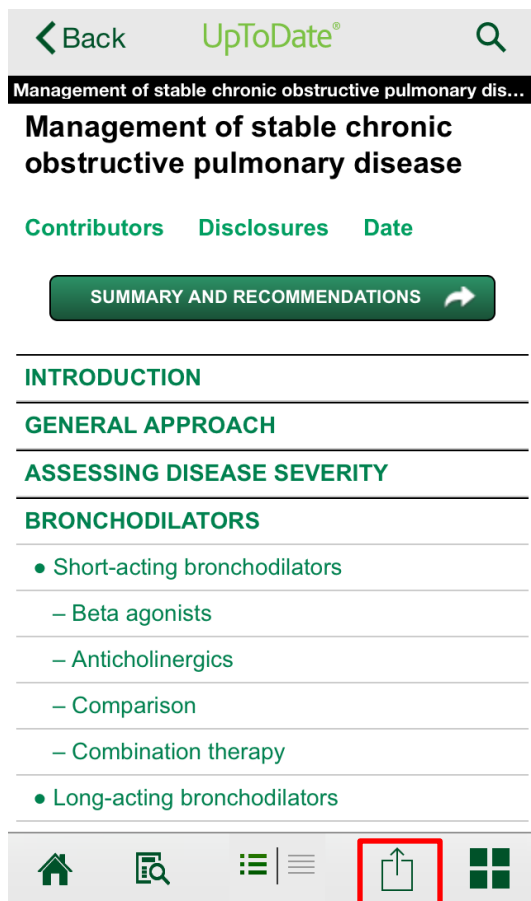 Back UpToDate®
Management of stable chronic obstructive pulmonary dis...
Management of stable chronic
obstructive pulmonary disease
Contributors Disclosures Date
SUMMARY AND RECOMMENDATIONS
INTRODUCTION
GENERAL APPROACH
ASSESSING DISEASE SEVERITY
BRONCHODILATORS
● Short-acting bronchodilators
– Beta agonists
– Anticholinergics
– Comparison
– Combination therapy
● Long-acting bronchodilators